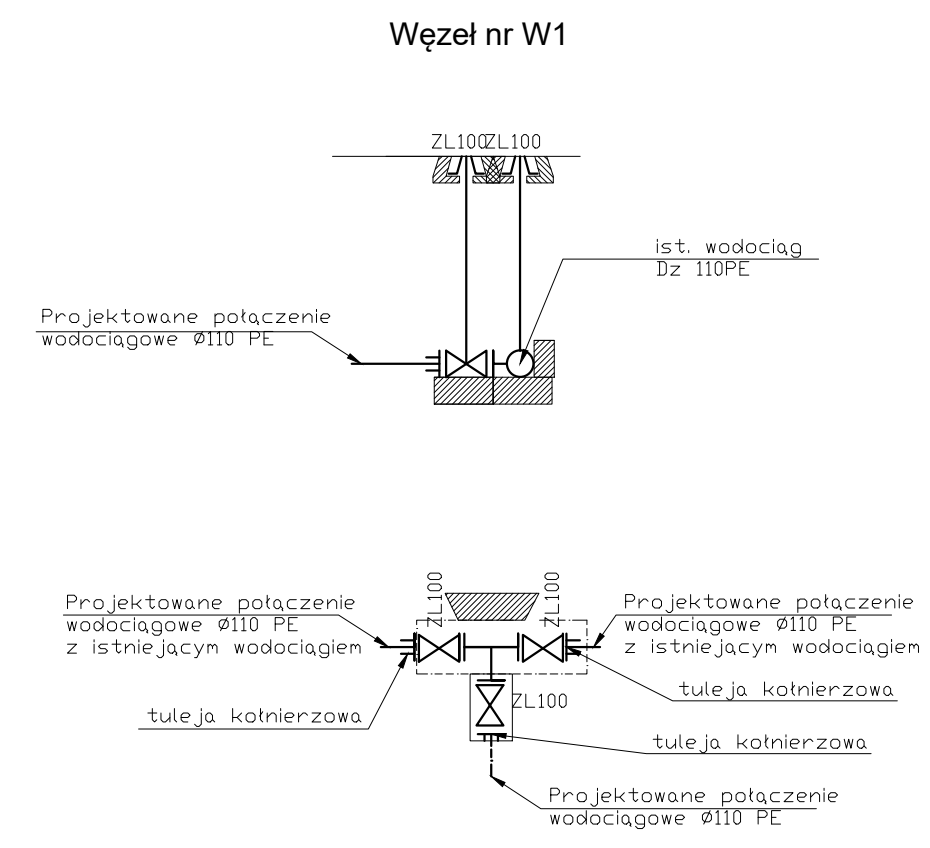 Węzeł nr W1
ZL100 ZL100
ist. wodociąg
Dz 110PE
Projektowane połączenie
wodociągowe Ø110 PE
ZL100
ZL100
Projektowane połączenie
wodociągowe Ø110 PE
z istniejącym wodociągiem
Projektowane połączenie
wodociągowe Ø110 PE
z istniejącym wodociągiem
tuleja kołnierzowa
ZL100
tuleja kołnierzowa
tuleja kołnierzowa
Projektowane połączenie
wodociągowe Ø110 PE